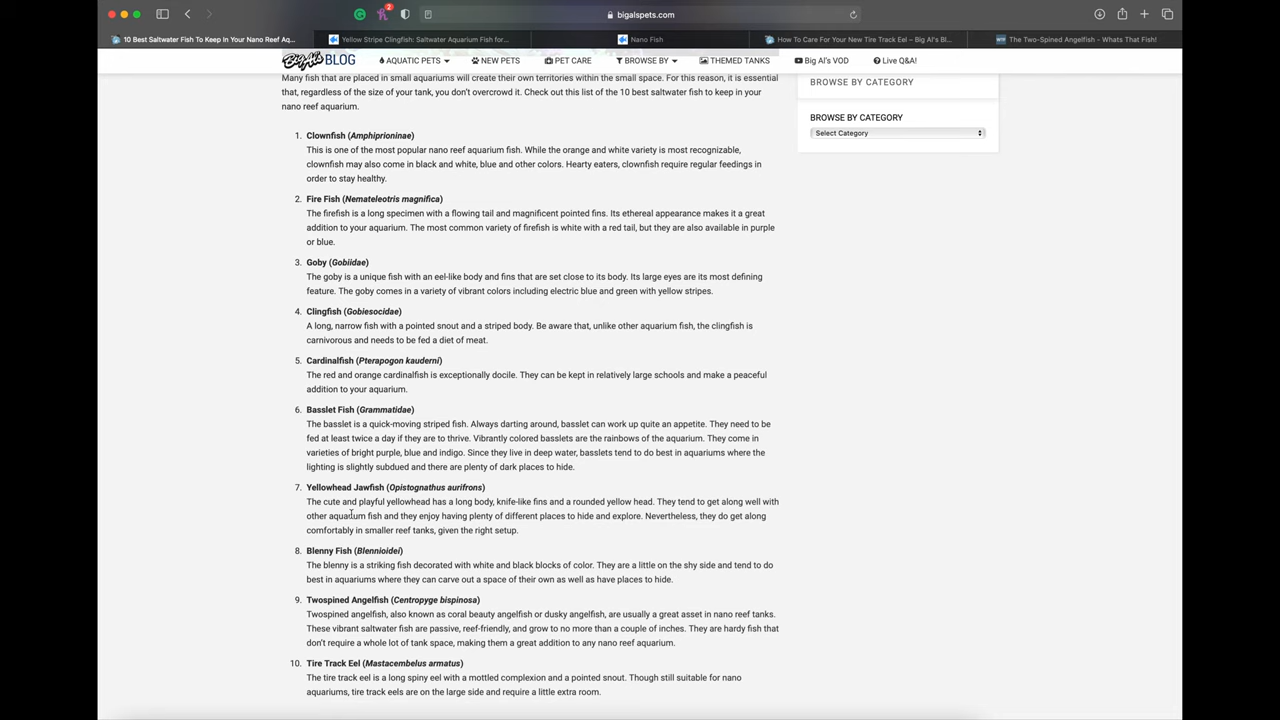 2
bigalspets.com
10 Best Saltwater Fish To Keep In Your Nano Reef Aq...
Yellow Stripe Clingfish: Saltwater Aquarium Fish for...
Nano Fish
How To Care For Your New Tire Track Eel – Big Al's Bl...
The Two-Spined Angelfish - Whats That Fish!
Big Al's BLOG
AQUATIC PETS
NEW PETS
PET CARE
BROWSE BY
THEMED TANKS
Big Al's VOD
Live Q&A!
Many fish that are placed in small aquariums will create their own territories within the small space. For this reason, it is essential
that, regardless of the size of your tank, you don't overcrowd it. Check out this list of the 10 best saltwater fish to keep in your
nano reef aquarium.
1. Clownfish (Amphiprioninae)
This is one of the most popular nano reef aquarium fish. While the orange and white variety is most recognizable,
clownfish may also come in black and white, blue and other colors. Hearty eaters, clownfish require regular feedings in
order to stay healthy.
2. Fire Fish (Nemateleotris magnifica)
The firefish is a long specimen with a flowing tail and magnificent pointed fins. Its ethereal appearance makes it a great
addition to your aquarium. The most common variety of firefish is white with a red tail, but they are also available in purple
or blue.
3. Goby (Gobiidae)
The goby is a unique fish with an eel-like body and fins that are set close to its body. Its large eyes are its most defining
feature. The goby comes in a variety of vibrant colors including electric blue and green with yellow stripes.
4. Clingfish (Gobiesocidae)
A long, narrow fish with a pointed snout and a striped body. Be aware that, unlike other aquarium fish, the clingfish is
carnivorous and needs to be fed a diet of meat.
5. Cardinalfish (Pterapogon kauderni)
The red and orange cardinalfish is exceptionally docile. They can be kept in relatively large schools and make a peaceful
addition to your aquarium.
6. Basslet Fish (Grammatidae)
The basslet is a quick-moving striped fish. Always darting around, basslet can work up quite an appetite. They need to be
fed at least twice a day if they are to thrive. Vibrantly colored basslets are the rainbows of the aquarium. They come in
varieties of bright purple, blue and indigo. Since they live in deep water, basslets tend to do best in aquariums where the
lighting is slightly subdued and there are plenty of dark places to hide.
7. Yellowhead Jawfish (Opistognathus aurifrons)
The cute and playful yellowhead has a long body, knife-like fins and a rounded yellow head. They tend to get along well with
other aquarium fish and they enjoy having plenty of different places to hide and explore. Nevertheless, they do get along
comfortably in smaller reef tanks, given the right setup.
8. Blenny Fish (Blennioidei)
The blenny is a striking fish decorated with white and black blocks of color. They are a little on the shy side and tend to do
best in aquariums where they can carve out a space of their own as well as have places to hide.
9. Twospined Angelfish (Centropyge bispinosa)
Twospined angelfish, also known as coral beauty angelfish or dusky angelfish, are usually a great asset in nano reef tanks.
These vibrant saltwater fish are passive, reef-friendly, and grow to no more than a couple of inches. They are hardy fish that
don't require a whole lot of tank space, making them a great addition to any nano reef aquarium.
10. Tire Track Eel (Mastacembelus armatus)
The tire track eel is a long spiny eel with a mottled complexion and a pointed snout. Though still suitable for nano
aquariums, tire track eels are on the large side and require a little extra room.
BROWSE BY CATEGORY
BROWSE BY CATEGORY
Select Category